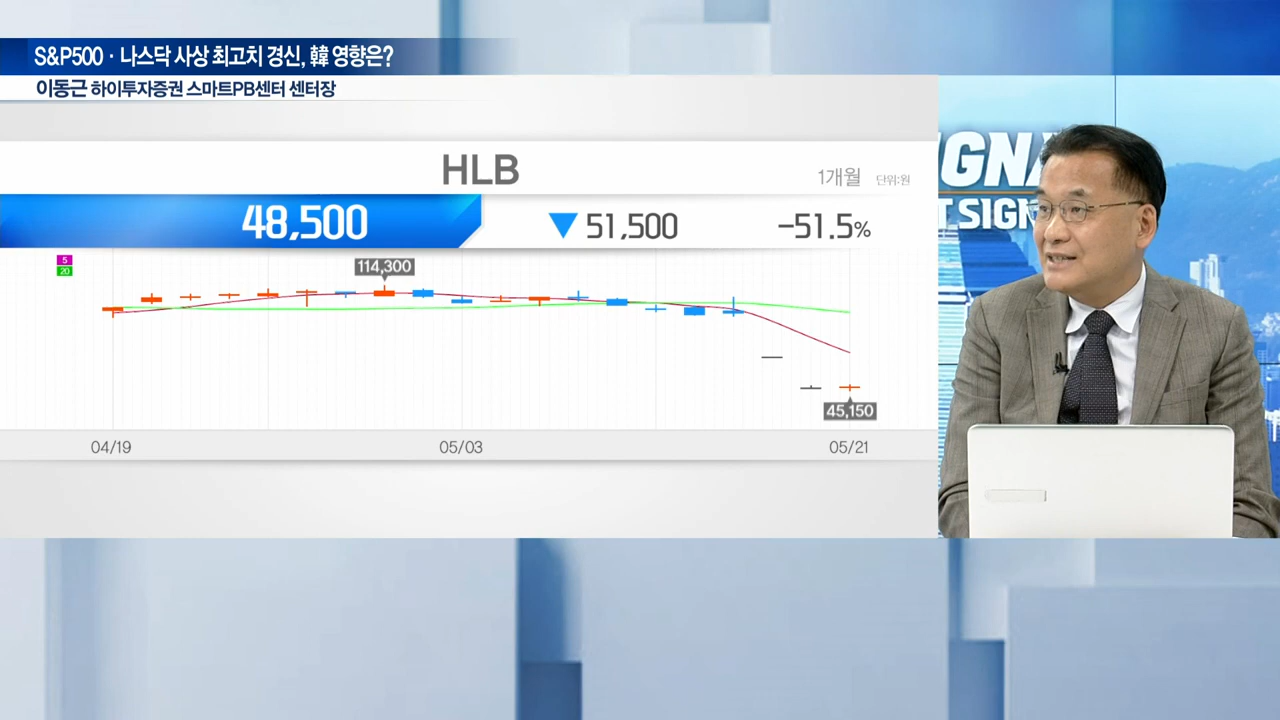 S&P500 · 나스닥 사상 최고치 경신, 韓 영향은?
이동근 하이투자증권 스마트PB센터 센터장
HLB
1개월 단위:원
48,500 ▼ 51,500 -51.5%
5
20
114,300
45,150
04/19 05/03 05/21
IGNA
T SIGN